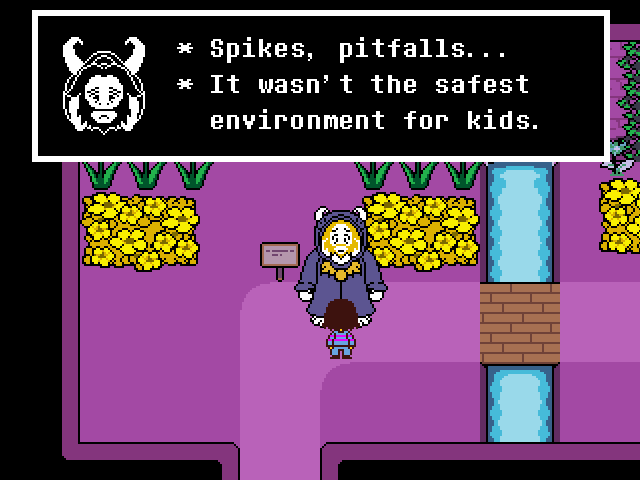 * Spikes, pitfalls...
* It wasn't the safest
environment for kids.